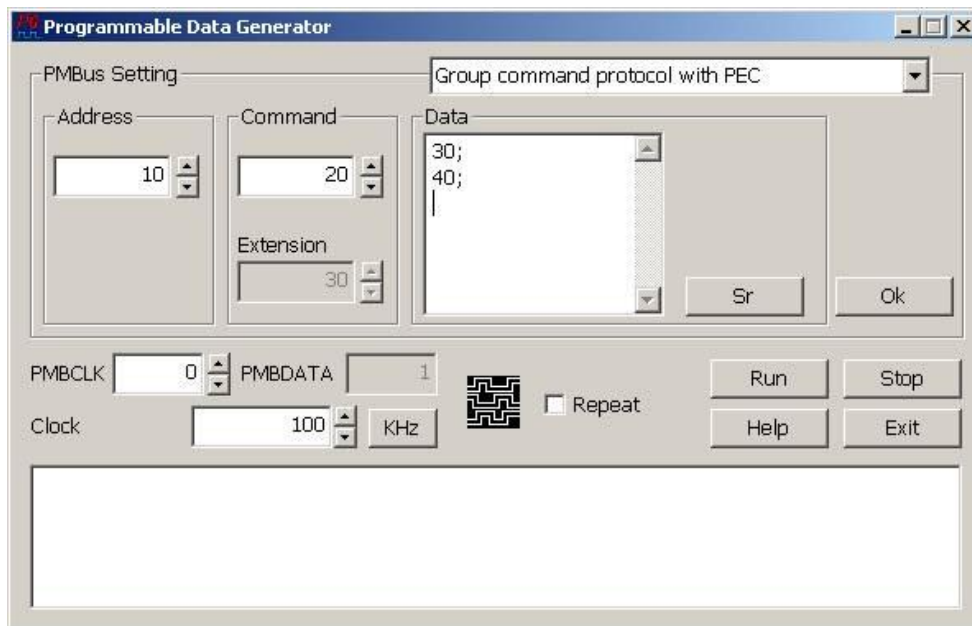 Programmable Data Generator
PMBus Setting
Group command protocol with PEC
Address
Command
Data
10
20
30;
40;
Extension
30
Sr
Ok
PMBCLK
0
PMBDATA
1
Repeat
Run
Stop
Clock
100
KHz
Help
Exit